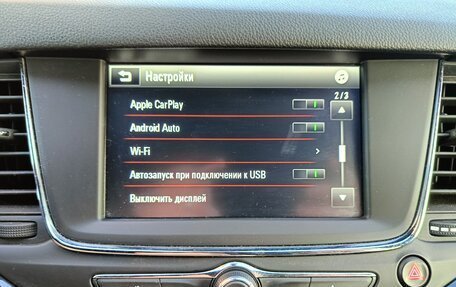 Настройки
2/3
Apple CarPlay
Android Auto
Wi-Fi
Автозапуск при подключении к USB
Выключить дисплей